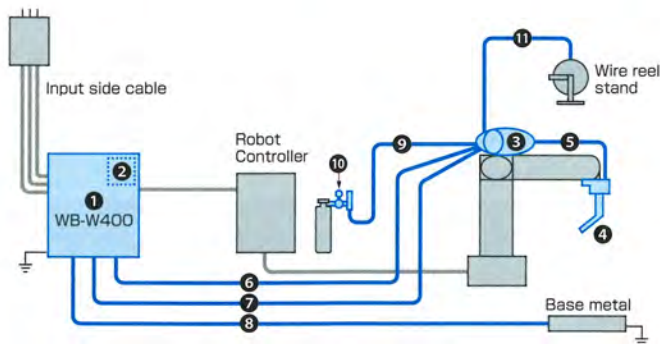 11
Wire reel
stand
Input side cable
Robot
Controller
9
3
5
10
2
1
WB-W400
4
6
7
8
Base metal